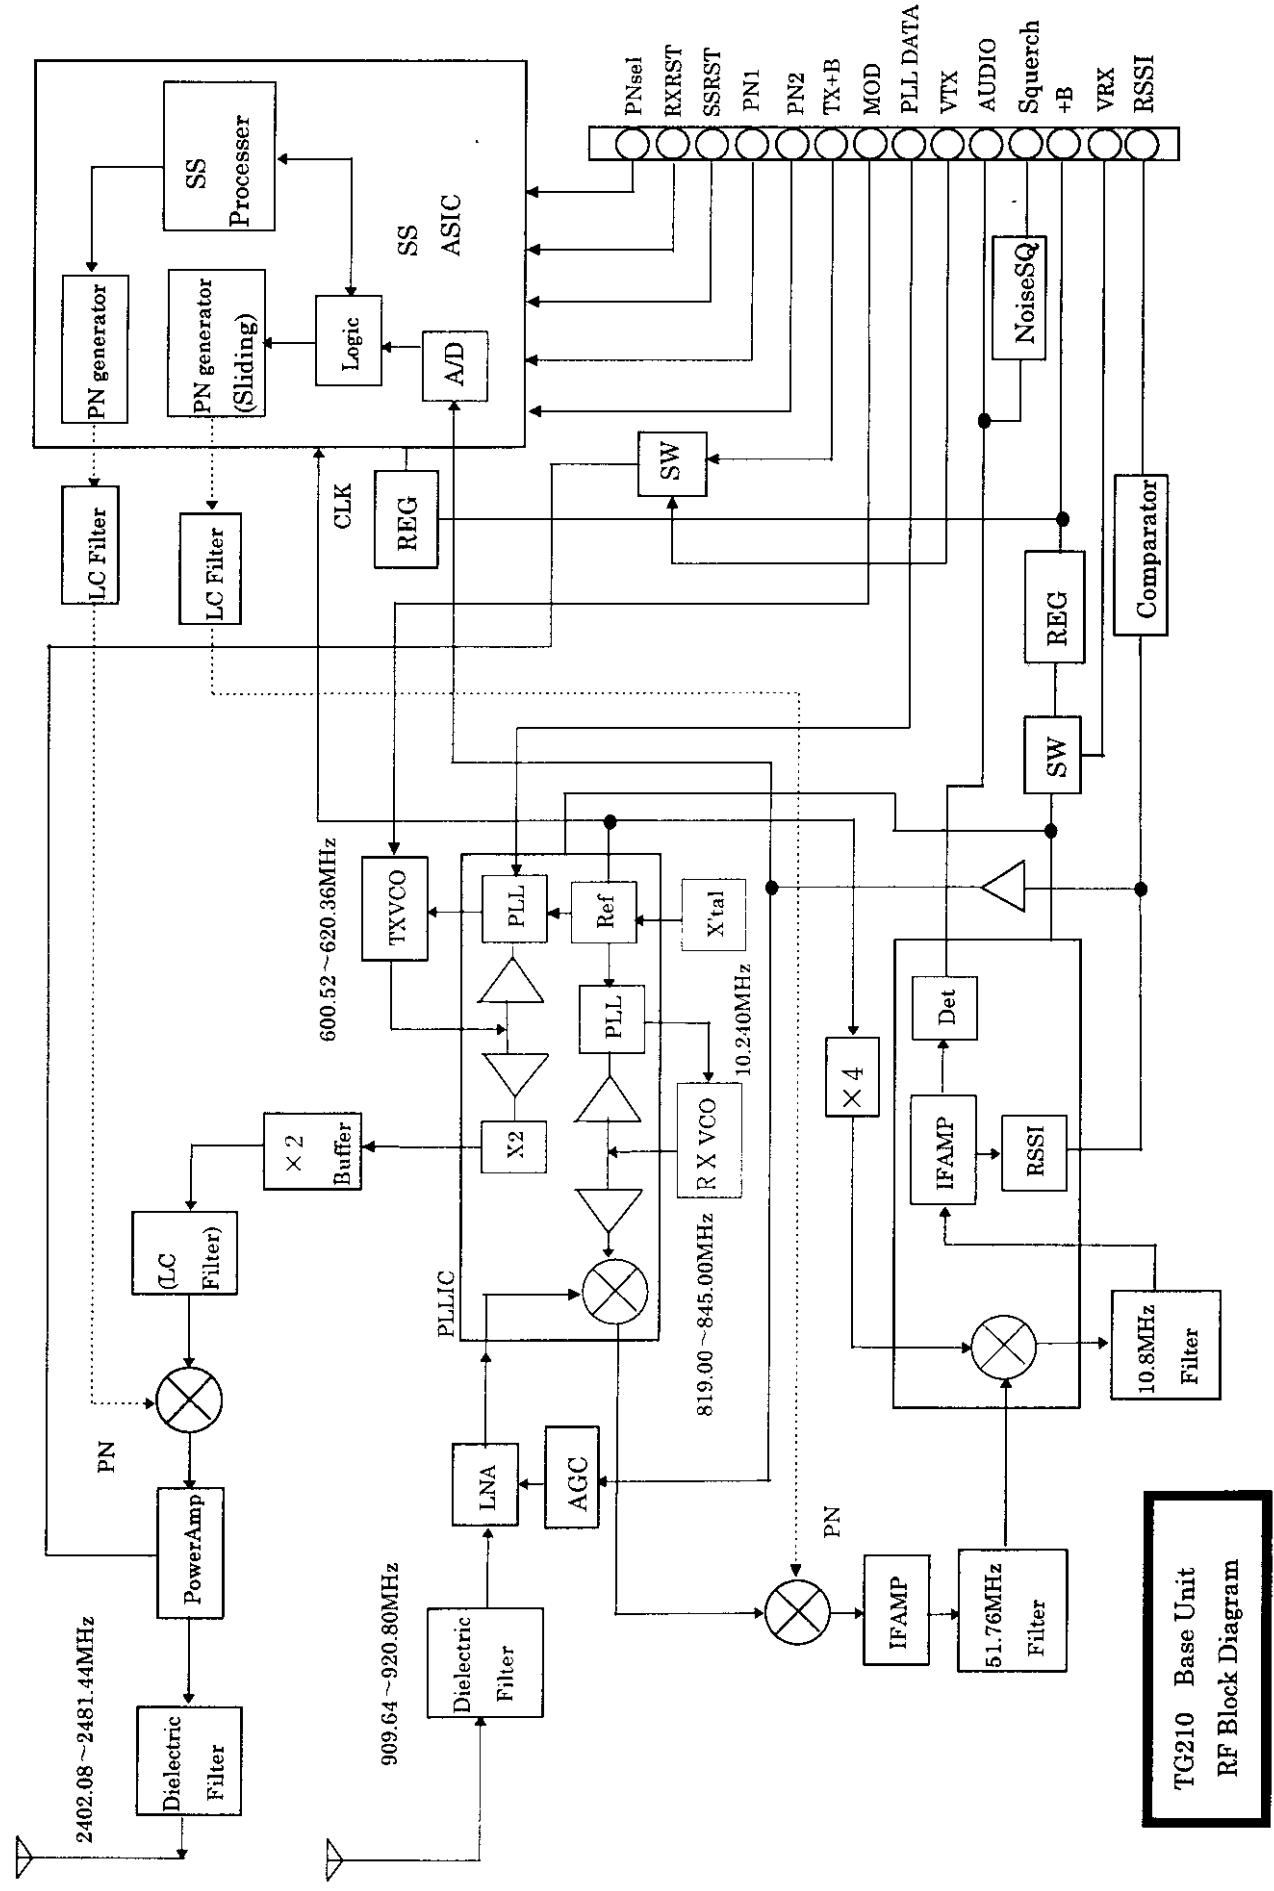 2402.08~2481.44MHz
Dielectric
Filter
PowerAmp
PN
(LC
Filter)
×2
Buffer
LC Filter
LC Filter
PN generator
PN generator
(Sliding)
SS
Processer
Logic
A/D
SS
ASIC
CLK
REG
SW
PNsel
RXRST
SSRST
PN1
PN2
TX+B
MOD
PLL DATA
VTX
AUDIO
Squerch
+B
VRX
RSSI
909.64~920.80MHz
Dielectric
Filter
LNA
AGC
PLLIC
600.52~620.36MHz
TXVCO
PLL
Ref
X'tal
10.240MHz
PLL
X2
R X VCO
819.00~845.00MHz
PN
IFAMP
51.76MHz
Filter
10.8MHz
Filter
×4
IFAMP
Det
RSSI
NoiseSQ
REG
SW
Comparator
TG210 Base Unit
RF Block Diagram